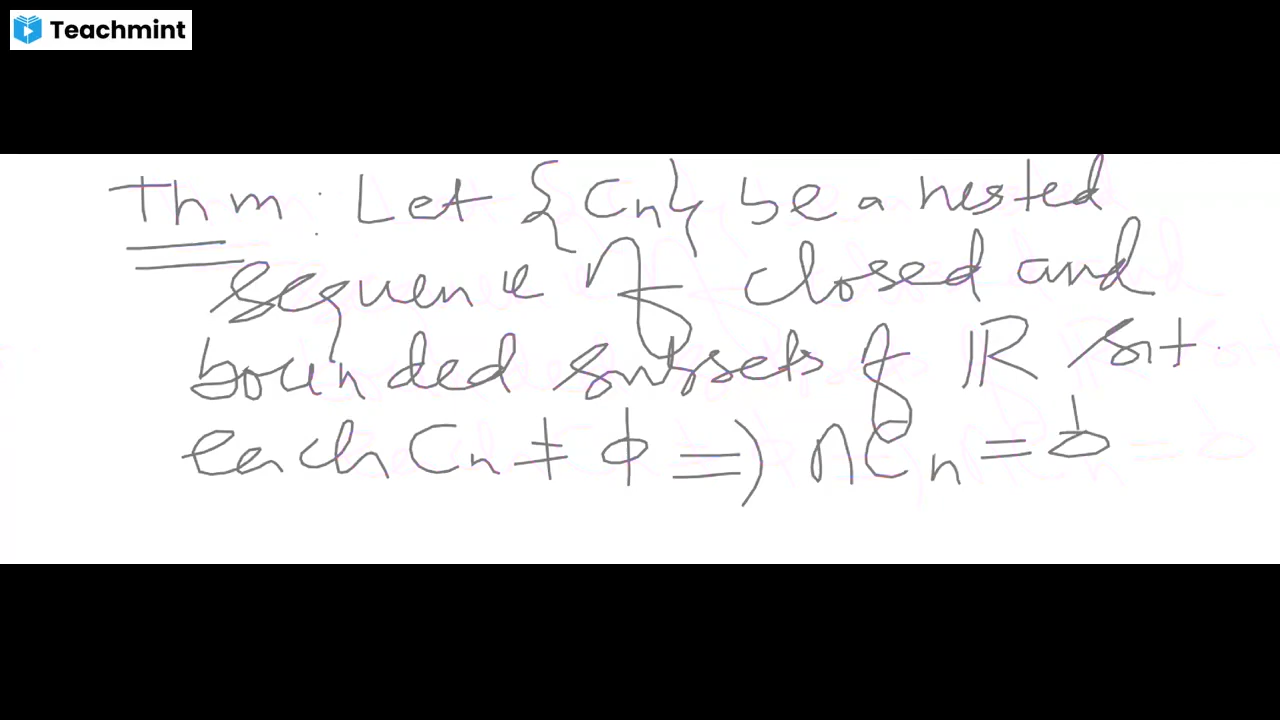 Teachmint
Thm: Let {Cn} be a nested
sequence of closed and
bounded subsets of ℝ s.t.
each Cn ≠ ϕ => ∩Cn = ϕ